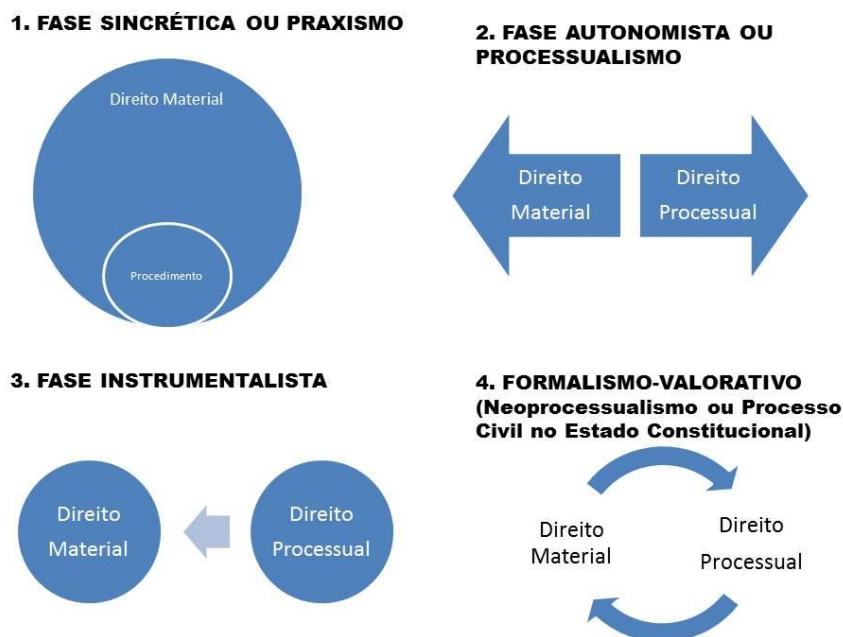 1. FASE SINCRÉTICA OU PRAXISMO
Direito Material
Procedimento
2. FASE AUTONOMISTA OU
PROCESSUALISMO
Direito
Material
Direito
Processual
3. FASE INSTRUMENTALISTA
Direito
Material
Direito
Processual
4. FORMALISMO-VALORATIVO
(Neoprocessualismo ou Processo
Civil no Estado Constitucional)
Direito
Material
Direito
Processual